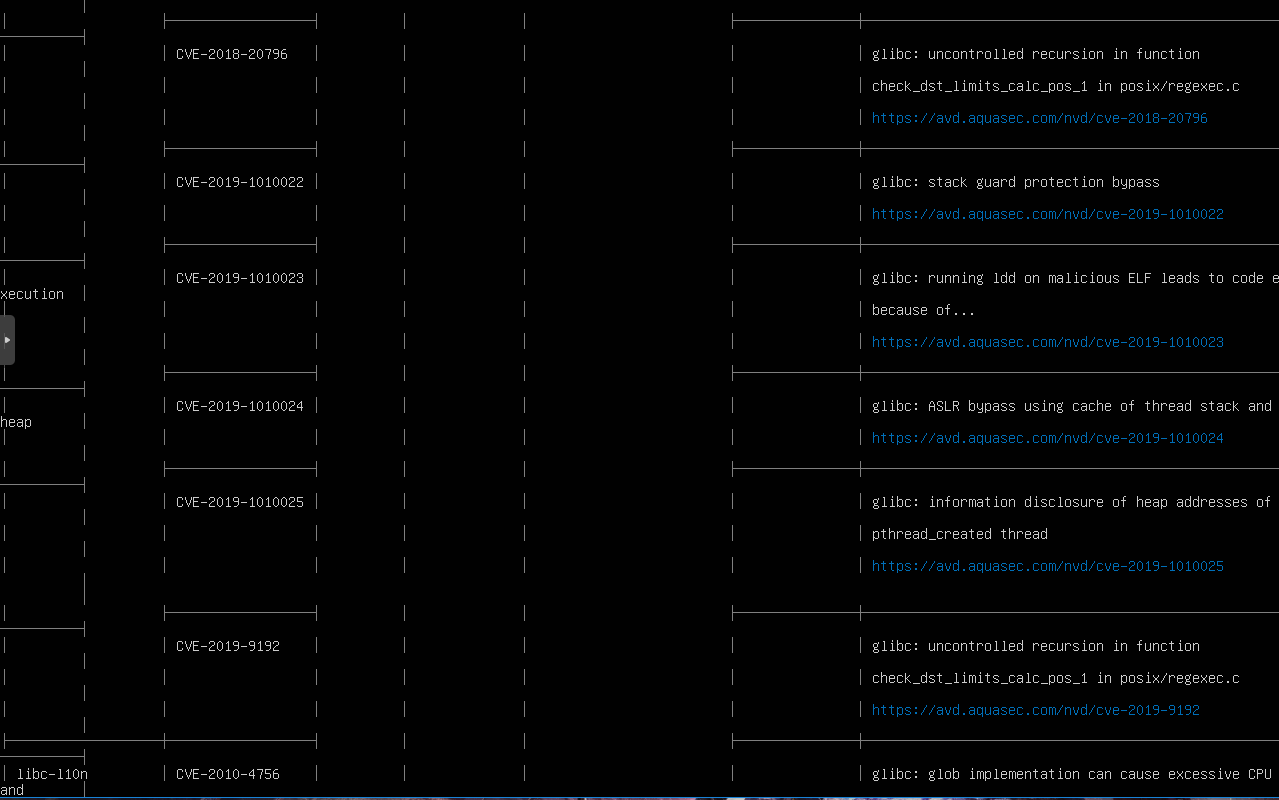 CVE-2018-20796 glibc: uncontrolled recursion in function
check_dst_limits_calc_pos_1 in posix/regexec.c
https://avd.aquasec.com/nvd/cve-2018-20796
CVE-2019-1010022 glibc: stack guard protection bypass
https://avd.aquasec.com/nvd/cve-2019-1010022
CVE-2019-1010023 glibc: running ldd on malicious ELF leads to code e
xecution
because of...
https://avd.aquasec.com/nvd/cve-2019-1010023
CVE-2019-1010024 glibc: ASLR bypass using cache of thread stack and
heap
https://avd.aquasec.com/nvd/cve-2019-1010024
CVE-2019-1010025 glibc: information disclosure of heap addresses of
pthread_created thread
https://avd.aquasec.com/nvd/cve-2019-1010025
CVE-2019-9192 glibc: uncontrolled recursion in function
check_dst_limits_calc_pos_1 in posix/regexec.c
https://avd.aquasec.com/nvd/cve-2019-9192
libc-l10n CVE-2010-4756 glibc: glob implementation can cause excessive CPU
and